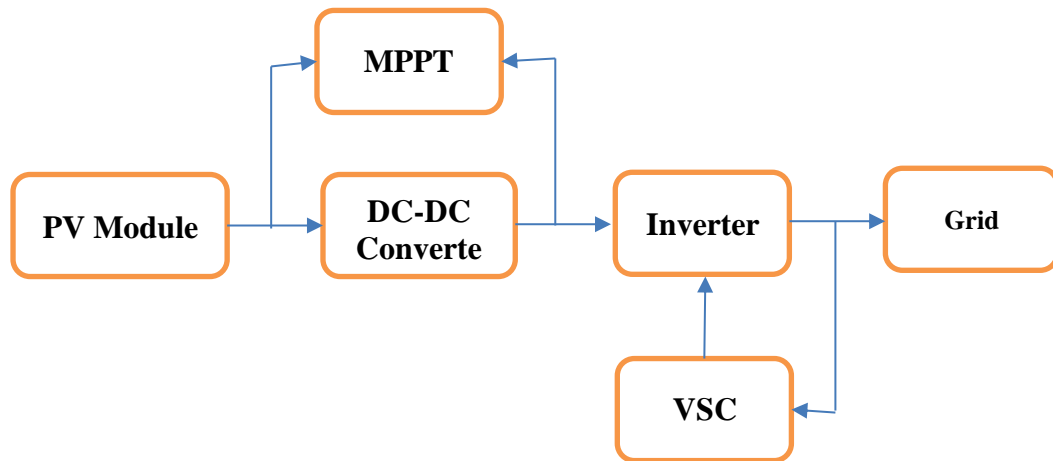 MPPT
PV Module
DC-DC
Converte
Inverter
Grid
VSC